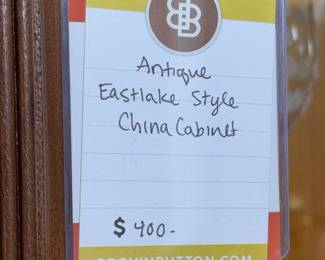 Antique
Eastlake Style
China Cabinet
$400-